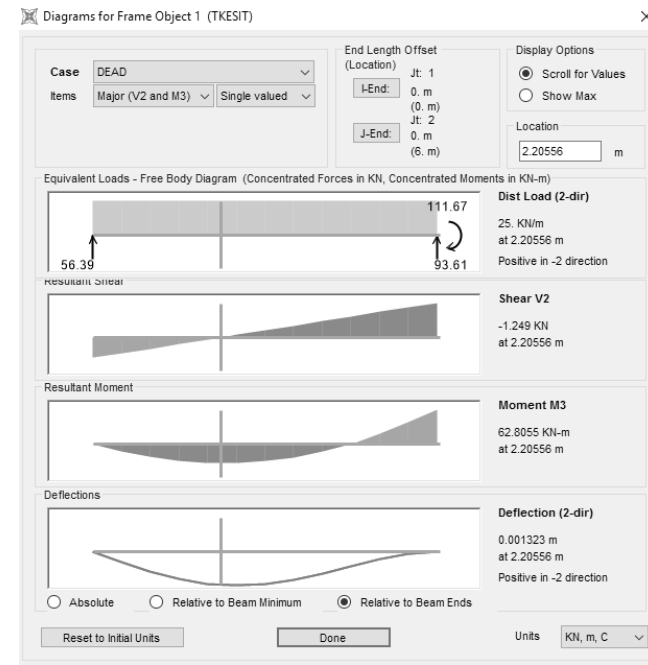 Diagrams for Frame Object 1 (TKESIT)
Case DEAD
Items Major (V2 and M3) Single valued
End Length Offset
(Location)
Jt: 1
I-End: 0. m
(0. m)
Jt: 2
J-End: 0. m
(6. m)
Display Options
Scroll for Values
Show Max
Location
2.20556 m
Equivalent Loads - Free Body Diagram (Concentrated Forces in KN, Concentrated Moments in KN-m)
111.67
56.39 93.61
Dist Load (2-dir)
25. KN/m
at 2.20556 m
Positive in -2 direction
Resultant Shear
Shear V2
-1.249 KN
at 2.20556 m
Resultant Moment
Moment M3
62.8055 KN-m
at 2.20556 m
Deflections
Deflection (2-dir)
0.001323 m
at 2.20556 m
Positive in -2 direction
Absolute Relative to Beam Minimum Relative to Beam Ends
Reset to Initial Units Done Units KN, m, C